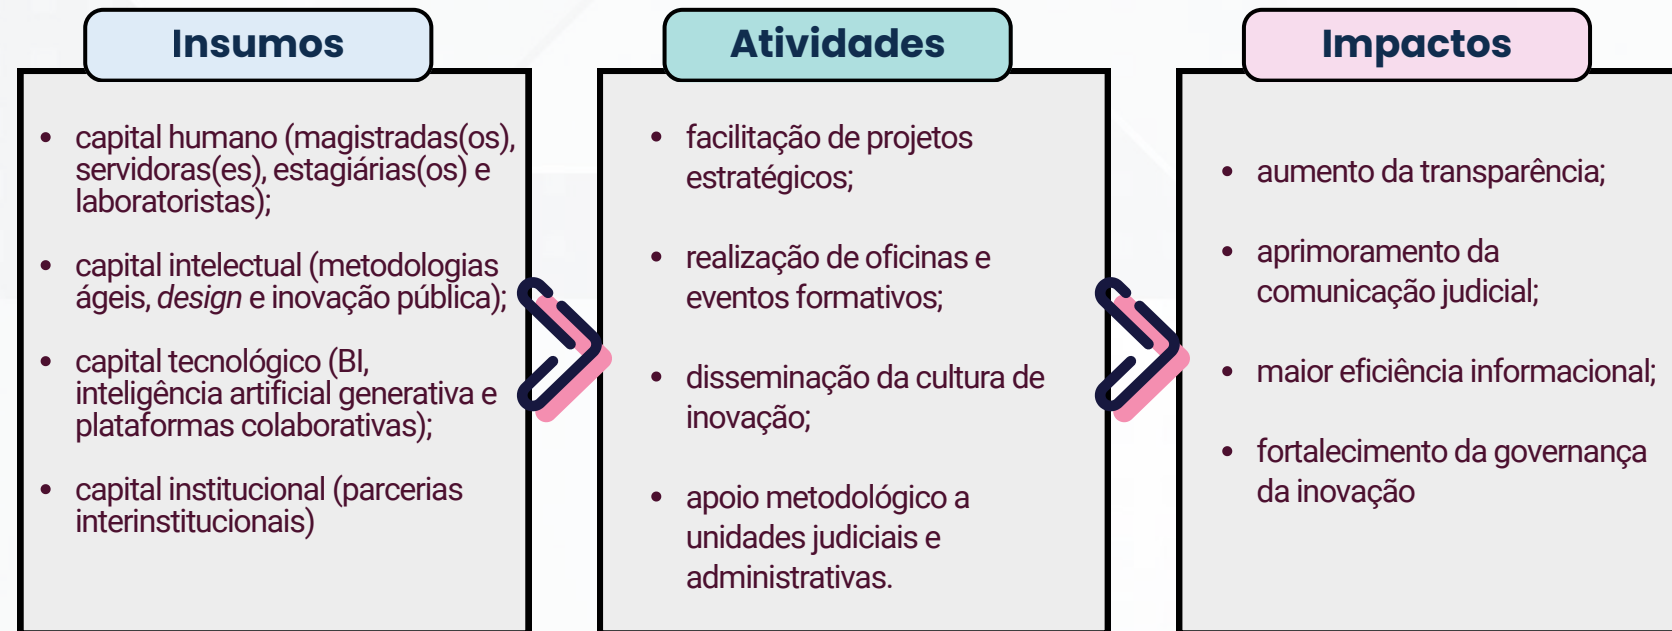 Insumos
• capital humano (magistradas(os),
servidoras(es), estagiárias(os) e
laboratoristas);
• capital intelectual (metodologias
ágeis, design e inovação pública);
• capital tecnológico (BI,
inteligência artificial generativa e
plataformas colaborativas);
• capital institucional (parcerias
interinstitucionais)
Atividades
• facilitação de projetos
estratégicos;
• realização de oficinas e
eventos formativos;
• disseminação da cultura de
inovação;
• apoio metodológico a
unidades judiciais e
administrativas.
Impactos
• aumento da transparência;
• aprimoramento da
comunicação judicial;
• maior eficiência informacional;
• fortalecimento da governança
da inovação